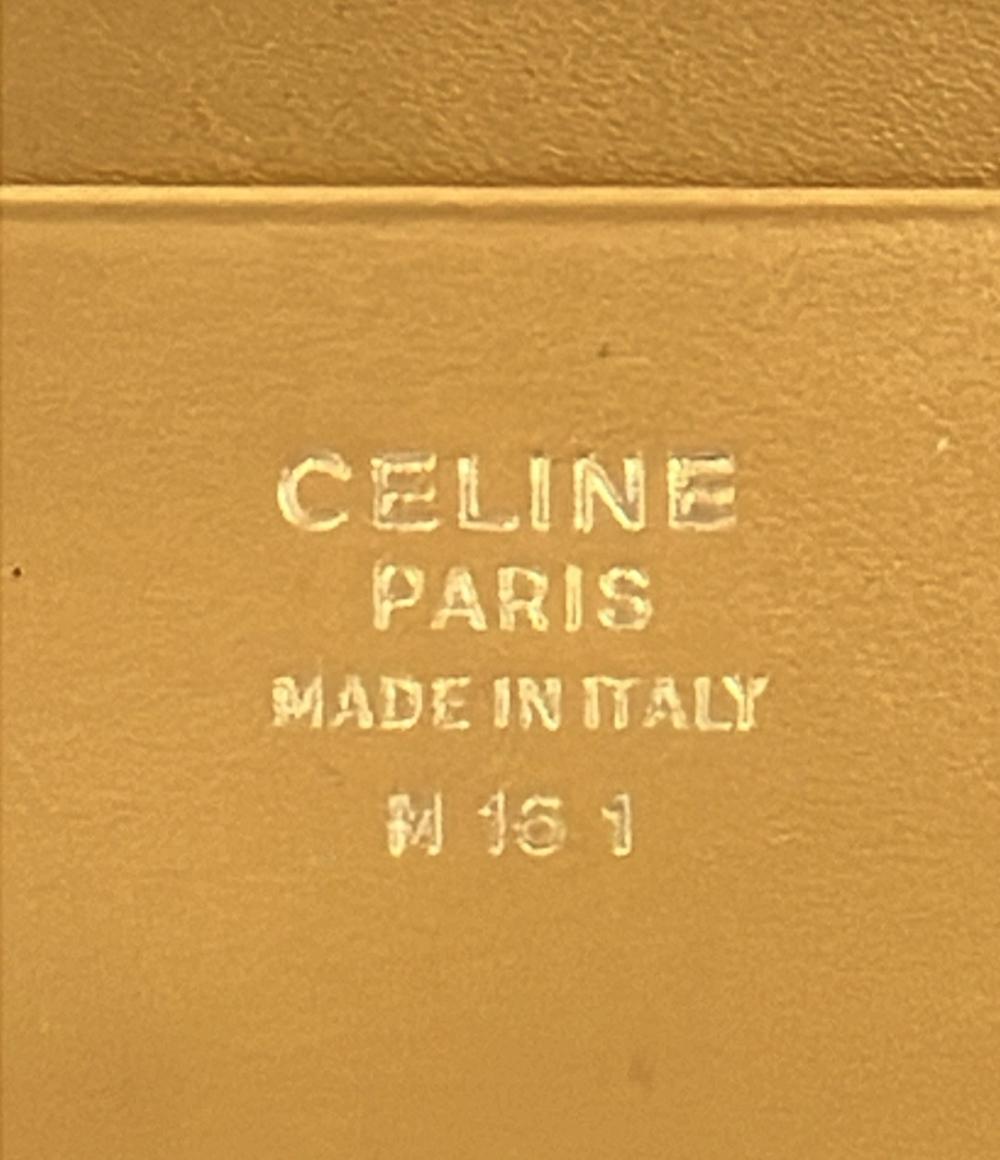 CELINE
PARIS
MADE IN ITALY
M 16 1